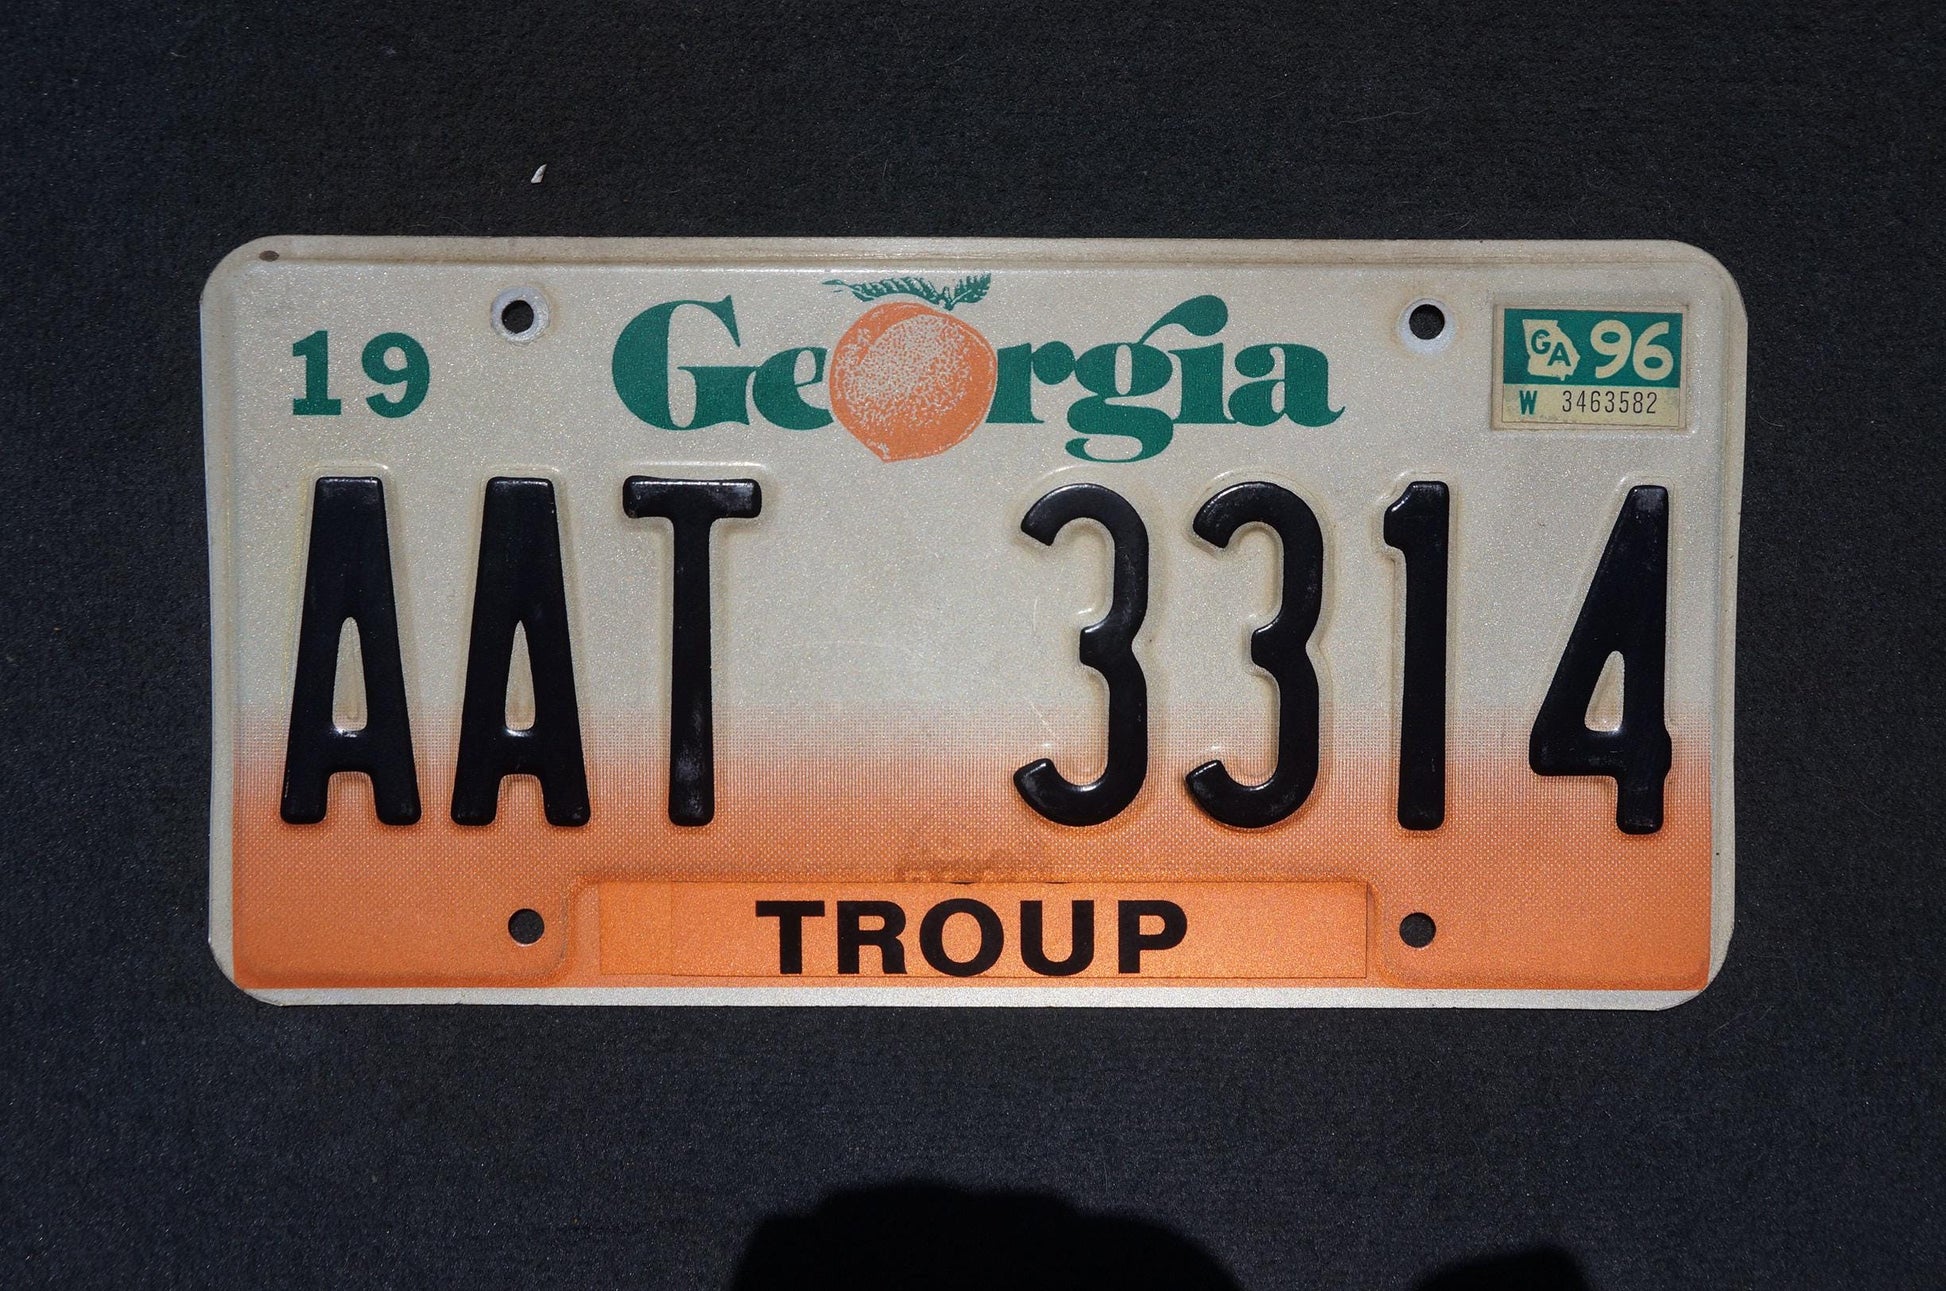 19 Georgia
GA 96
W 3463582
AAT 3314
TROUP